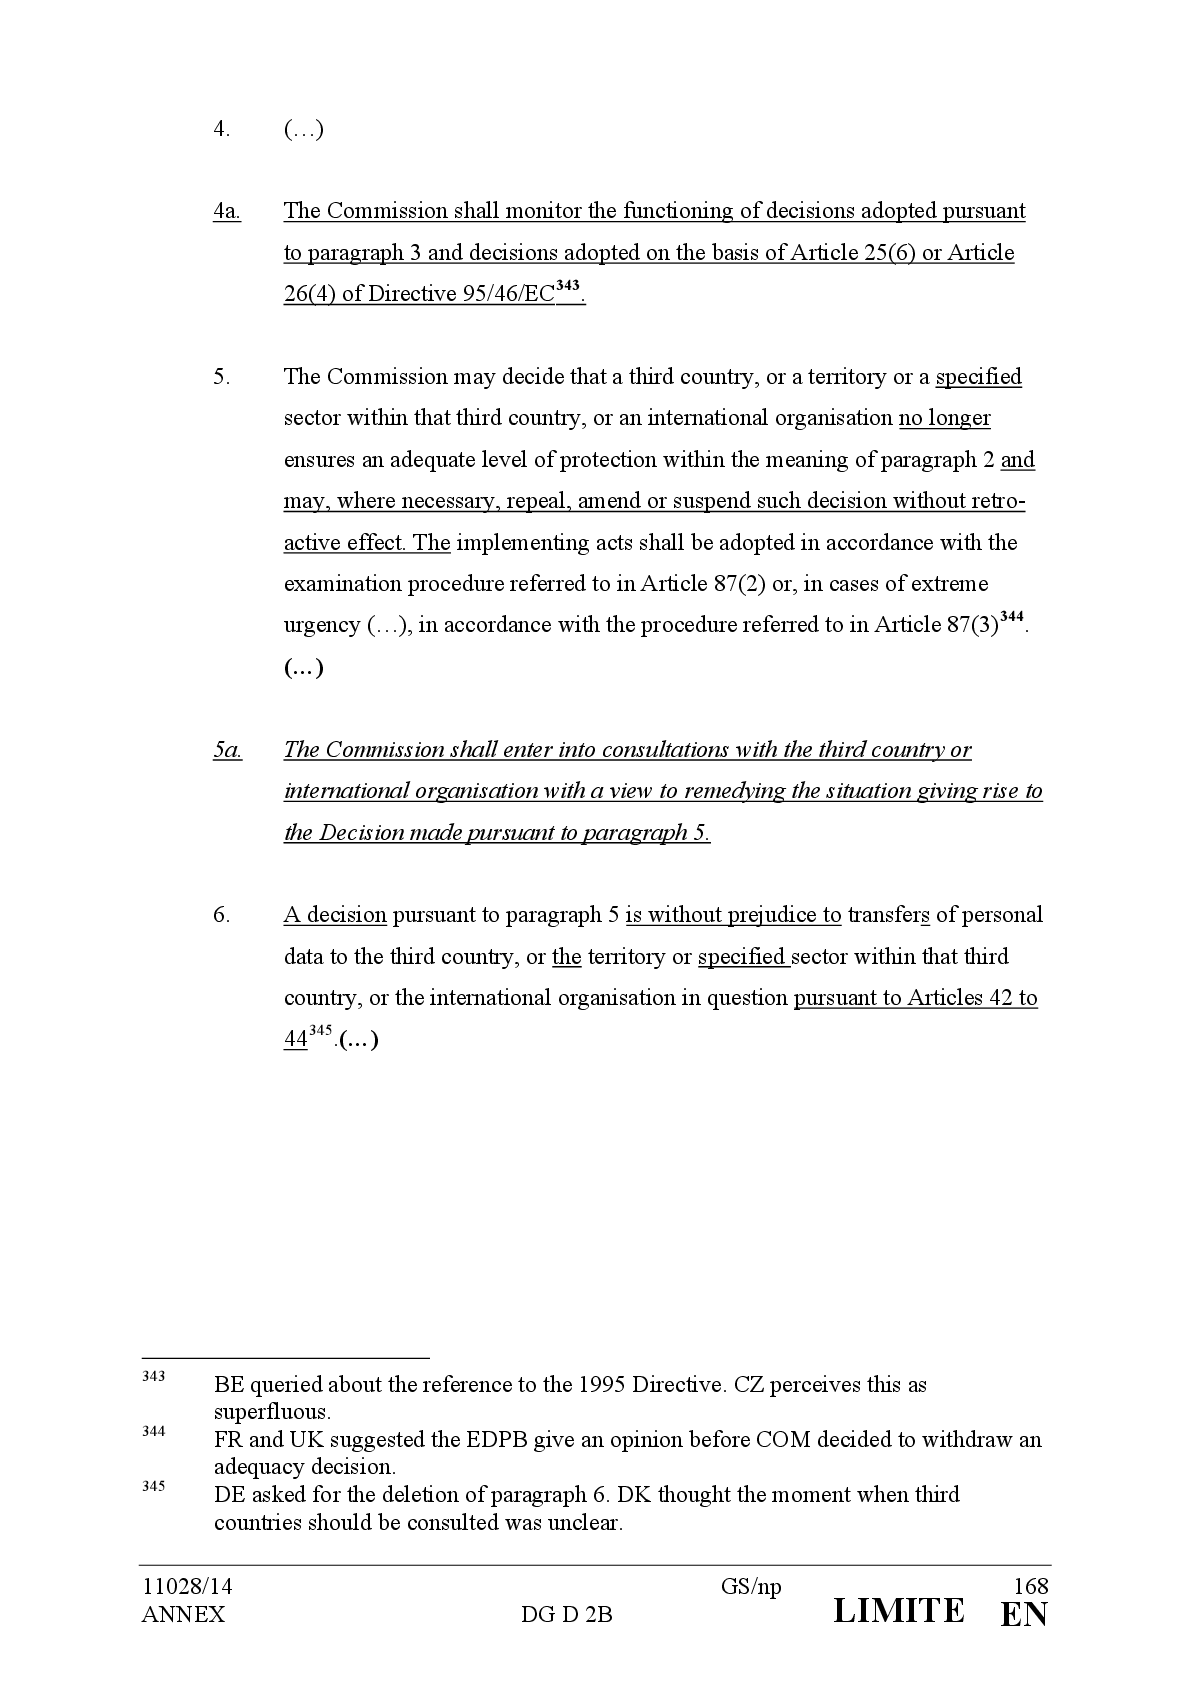 4. (…)
4a. The Commission shall monitor the functioning of decisions adopted pursuant
to paragraph 3 and decisions adopted on the basis of Article 25(6) or Article
26(4) of Directive 95/46/EC343.
5. The Commission may decide that a third country, or a territory or a specified
sector within that third country, or an international organisation no longer
ensures an adequate level of protection within the meaning of paragraph 2 and
may, where necessary, repeal, amend or suspend such decision without retro-
active effect. The implementing acts shall be adopted in accordance with the
examination procedure referred to in Article 87(2) or, in cases of extreme
urgency (…), in accordance with the procedure referred to in Article 87(3)344.
(…)
5a. The Commission shall enter into consultations with the third country or
international organisation with a view to remedying the situation giving rise to
the Decision made pursuant to paragraph 5.
6. A decision pursuant to paragraph 5 is without prejudice to transfers of personal
data to the third country, or the territory or specified sector within that third
country, or the international organisation in question pursuant to Articles 42 to
44345.(…)
343 BE queried about the reference to the 1995 Directive. CZ perceives this as
superfluous.
344 FR and UK suggested the EDPB give an opinion before COM decided to withdraw an
adequacy decision.
345 DE asked for the deletion of paragraph 6. DK thought the moment when third
countries should be consulted was unclear.
11028/14 GS/np 168
ANNEX DG D 2B LIMITE EN